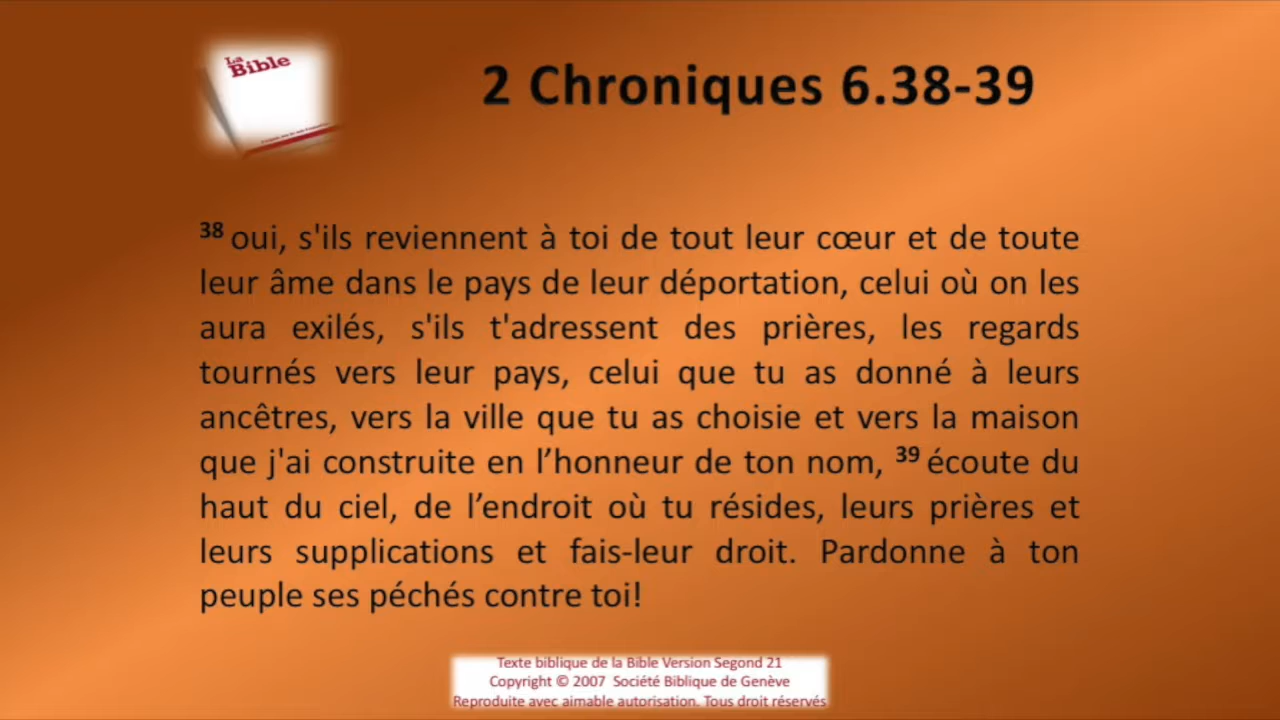 La
Bible
2 Chroniques 6.38-39
38 oui, s'ils reviennent à toi de tout leur cœur et de toute
leur âme dans le pays de leur déportation, celui où on les
aura exilés, s'ils t'adressent des prières, les regards
tournés vers leur pays, celui que tu as donné à leurs
ancêtres, vers la ville que tu as choisie et vers la maison
que j'ai construite en l’honneur de ton nom, 39 écoute du
haut du ciel, de l’endroit où tu résides, leurs prières et
leurs supplications et fais-leur droit. Pardonne à ton
peuple ses péchés contre toi!
Texte biblique de la Bible Version Segond 21
Copyright © 2007 Société Biblique de Genève
Reproduite avec aimable autorisation. Tous droit réservés